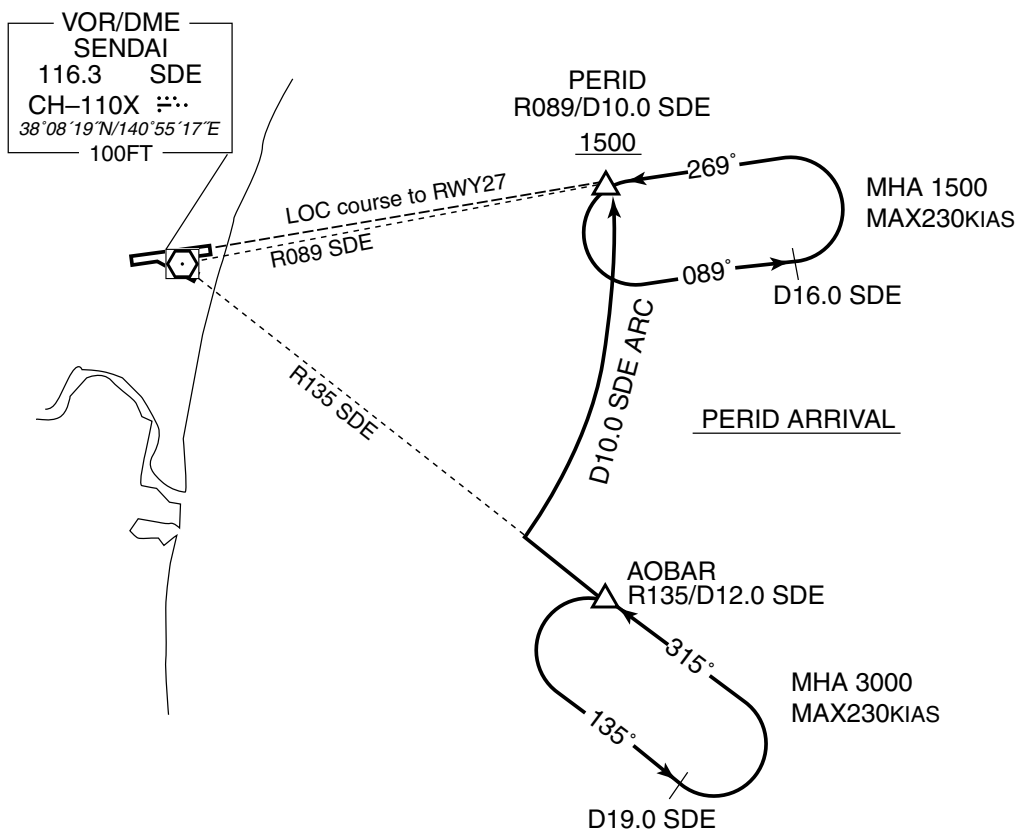 VOR/DME
SENDAI
116.3 SDE
CH–110X
38°08´19˝N/140°55´17˝E
100FT
PERID
R089/D10.0 SDE
1500
269°
MHA 1500
MAX230KIAS
LOC course to RWY27
R089 SDE
089°
D16.0 SDE
D10.0 SDE ARC
R135 SDE
PERID ARRIVAL
AOBAR
R135/D12.0 SDE
315°
MHA 3000
MAX230KIAS
135°
D19.0 SDE